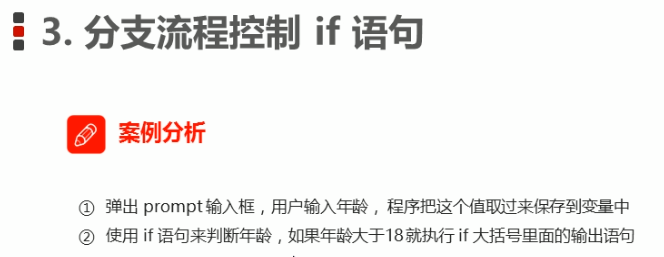 3. 分支流程控制 if 语句
案例分析
① 弹出 prompt 输入框，用户输入年龄， 程序把这个值取过来保存到变量中
② 使用 if 语句来判断年龄，如果年龄大于18 就执行 if 大括号里面的输出语句